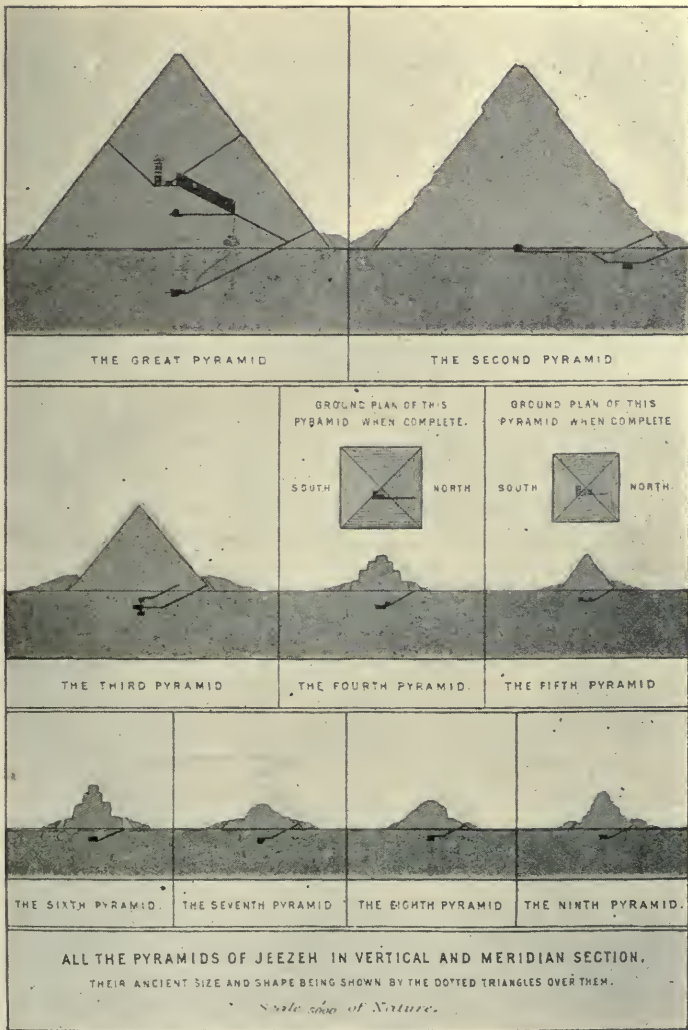 THE GREAT PYRAMID
THE SECOND PYRAMID
GROUND PLAN OF THIS
PYRAMID WHEN COMPLETE.
SOUTH
NORTH
GROUND PLAN OF THIS
PYRAMID WHEN COMPLETE
SOUTH
NORTH.
THE THIRD PYRAMID
THE FOURTH PYRAMID.
THE FIFTH PYRAMID
THE SIXTH PYRAMID.
THE SEVENTH PYRAMID
THE EIGHTH PYRAMID
THE NINTH PYRAMID.
ALL THE PYRAMIDS OF JEEZEH IN VERTICAL AND MERIDIAN SECTION.
THEIR ANCIENT SIZE AND SHAPE BEING SHOWN BY THE DOTTED TRIANGLES OVER THEM.
Scale of Nature.